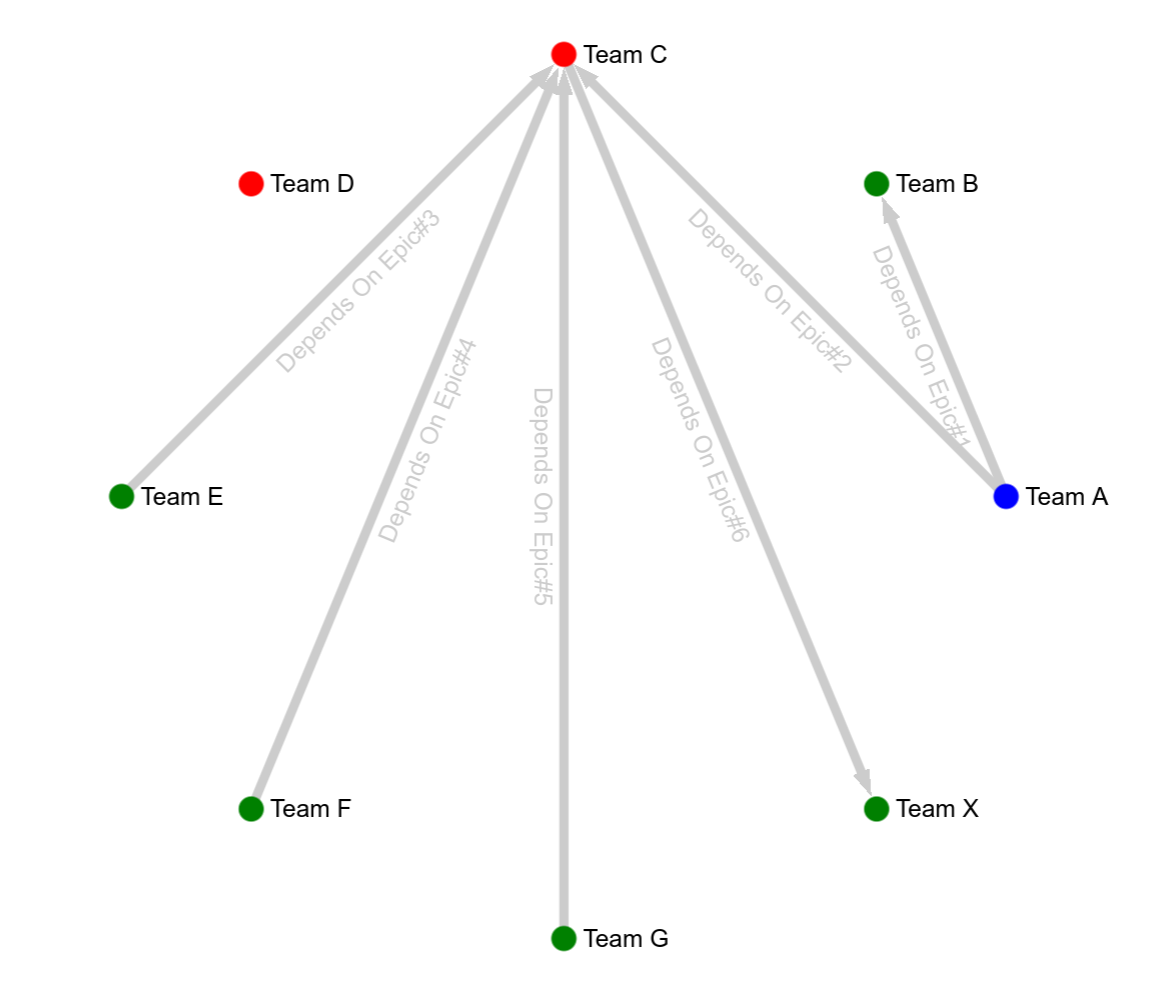 Team C
Team D
Team B
Depends On Epic#3
Depends On Epic#2
Depends On Epic#1
Depends On Epic#4
Depends On Epic#6
Depends On Epic#5
Team E
Team A
Team F
Team X
Team G